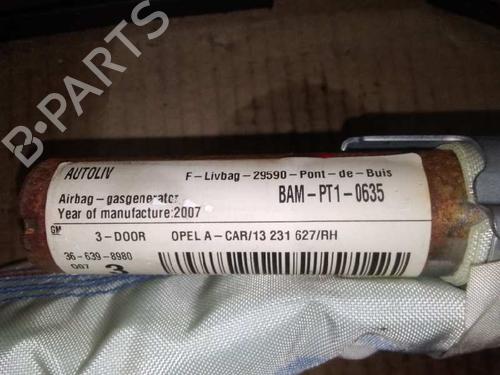 B-PARTS
AUTOLIV
F-Livbag-29590-Pont-de-Buis
Airbag-gasgenerator
BAM-PT1-0635
Year of manufacture:2007
GM
3-DOOR OPEL A-CAR/13 231 627/RH
36-639-8980
D07 3